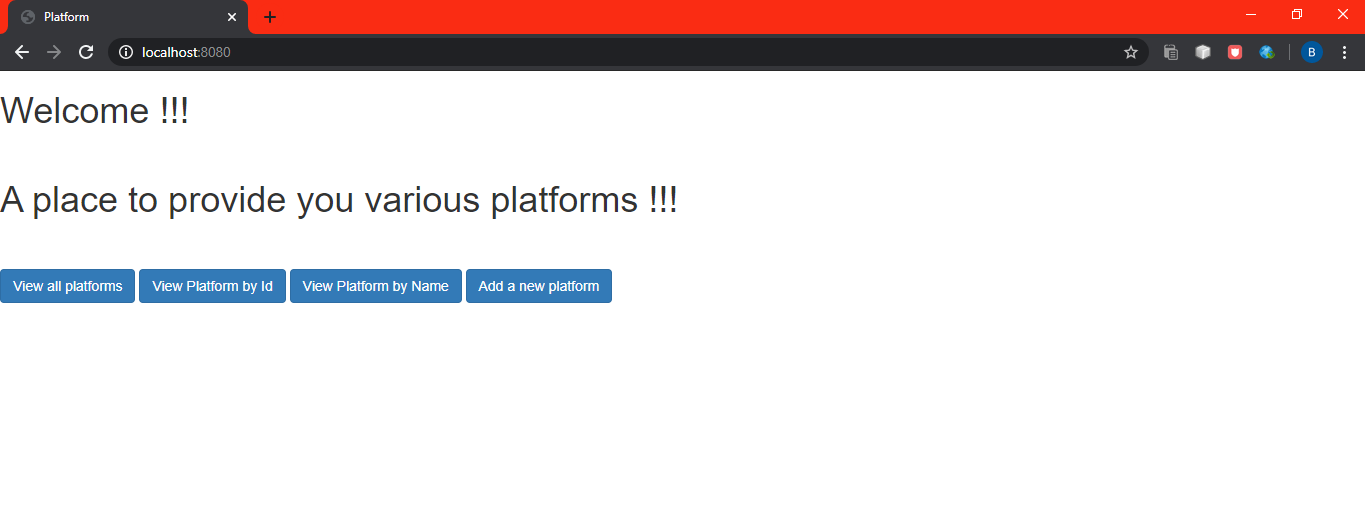 Platform
localhost:8080
B
Welcome !!!
A place to provide you various platforms !!!
View all platforms View Platform by Id View Platform by Name Add a new platform